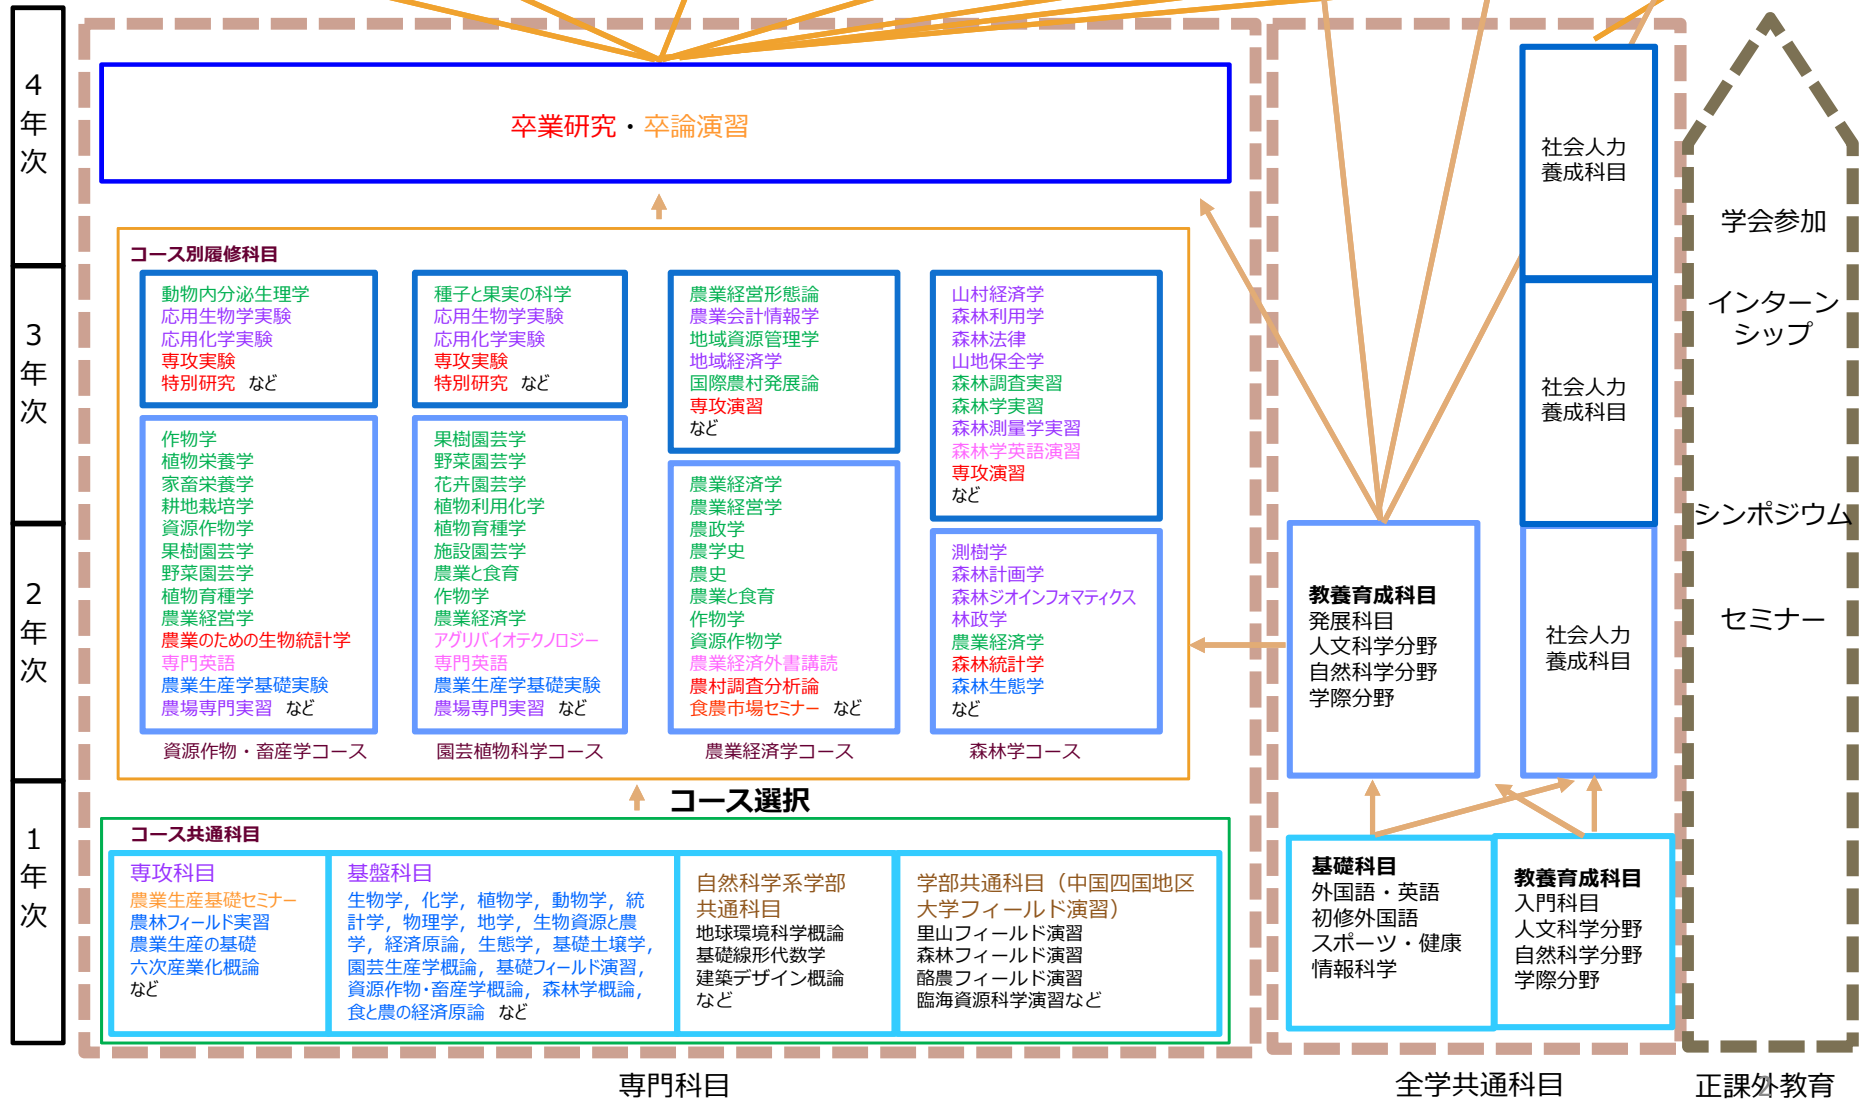 4
年
次
3
年
次
2
年
次
1
年
次
卒業研究・卒論演習
コース別履修科目
動物内分泌生理学
応用生物学実験
応用化学実験
専攻実験
特別研究 など
種子と果実の科学
応用生物学実験
応用化学実験
専攻実験
特別研究 など
農業経営形態論
農業会計情報学
地域資源管理学
地域経済学
国際農村発展論
専攻演習
など
山村経済学
森林利用学
森林法律
山地保全学
森林調査実習
森林学実習
森林測量学実習
森林学英語演習
専攻演習
など
作物学
植物栄養学
家畜栄養学
耕地栽培学
資源作物学
果樹園芸学
野菜園芸学
植物育種学
農業経営学
農業のための生物統計学
専門英語
農業生産学基礎実験
農場専門実習 など
果樹園芸学
野菜園芸学
花卉園芸学
植物利用化学
植物育種学
施設園芸学
農業と食育
作物学
農業経済学
アグリバイオテクノロジー
専門英語
農業生産学基礎実験
農場専門実習 など
農業経済学
農業経営学
農政学
農学史
農史
農業と食育
作物学
資源作物学
農業経済外書講読
農村調査分析論
食農市場セミナー など
測樹学
森林計画学
森林ジオインフォマティクス
林政学
農業経済学
森林統計学
森林生態学
など
資源作物・畜産学コース
園芸植物科学コース
農業経済学コース
森林学コース
コース選択
コース共通科目
専攻科目
農業生産基礎セミナー
農林フィールド実習
農業生産の基礎
六次産業化概論
など
基盤科目
生物学，化学，植物学，動物学，統
計学，物理学，地学，生物資源と農
学，経済原論，生態学，基礎土壌学，
園芸生産学概論，基礎フィールド演習，
資源作物・畜産学概論，森林学概論，
食と農の経済原論 など
自然科学系学部
共通科目
地球環境科学概論
基礎線形代数学
建築デザイン概論
など
学部共通科目（中国四国地区
大学フィールド演習）
里山フィールド演習
森林フィールド演習
酪農フィールド演習
臨海資源科学演習など
専門科目
社会人力
養成科目
社会人力
養成科目
社会人力
養成科目
教養育成科目
発展科目
人文科学分野
自然科学分野
学際分野
基礎科目
外国語・英語
初修外国語
スポーツ・健康
情報科学
教養育成科目
入門科目
人文科学分野
自然科学分野
学際分野
全学共通科目
学会参加
インターン
シップ
シンポジウム
セミナー
正課外教育
2